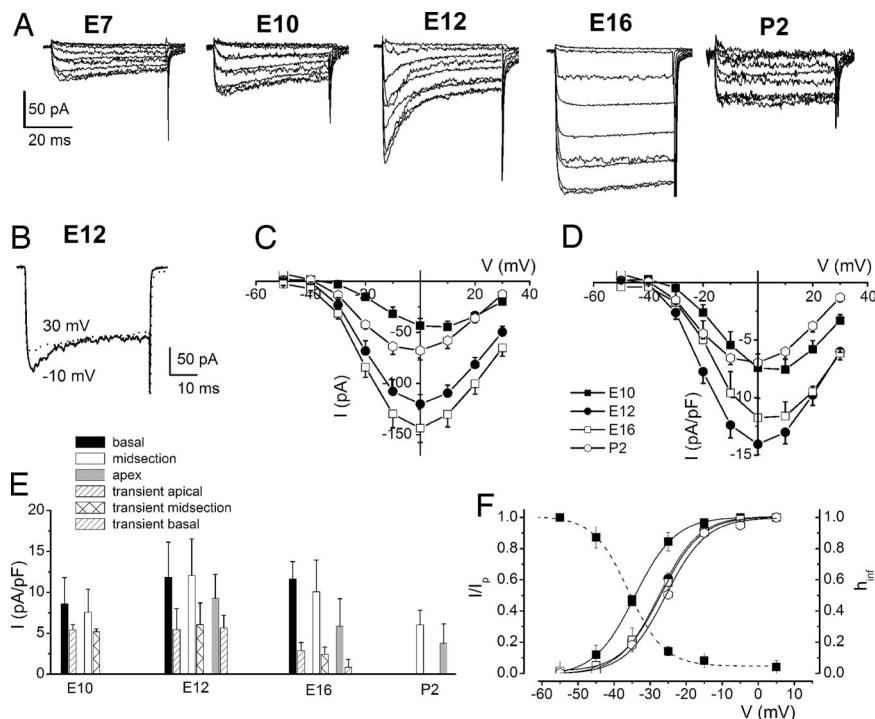 A
E7
E10
E12
E16
P2
50 pA
20 ms
B
E12
30 mV
-10 mV
50 pA
10 ms
C
V (mV)
-60 -40 -20 20 40
-50
-100
-150
I (pA)
D
V (mV)
-60 -40 -20 20 40
-5
-10
-15
I (pA/pF)
E10
E12
E16
P2
basal
midsection
apex
transient apical
transient midsection
transient basal
E
20
15
10
5
0
I (pA/pF)
E10 E12 E16 P2
F
1.0
0.8
0.6
0.4
0.2
0.0
I/Ip
1.0
0.8
0.6
0.4
0.2
0.0
hinf
-60 -50 -40 -30 -20 -10 0 10
V (mV)